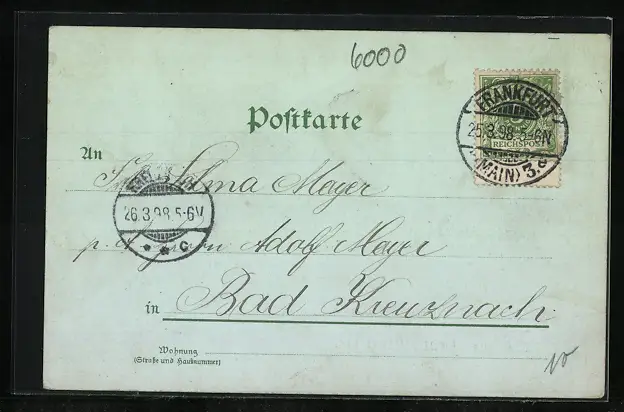 6000
Postkarte
5
REICHSPOST
FRANKFURT
25.3.98.5-6N.
(MAIN) 3.c
An
Selma Mayer
26.3.98.5-6V
* * c
p. A. Adolf Mayer
in Bad Kreuznach
Wohnung
(Straße und Hausnummer)